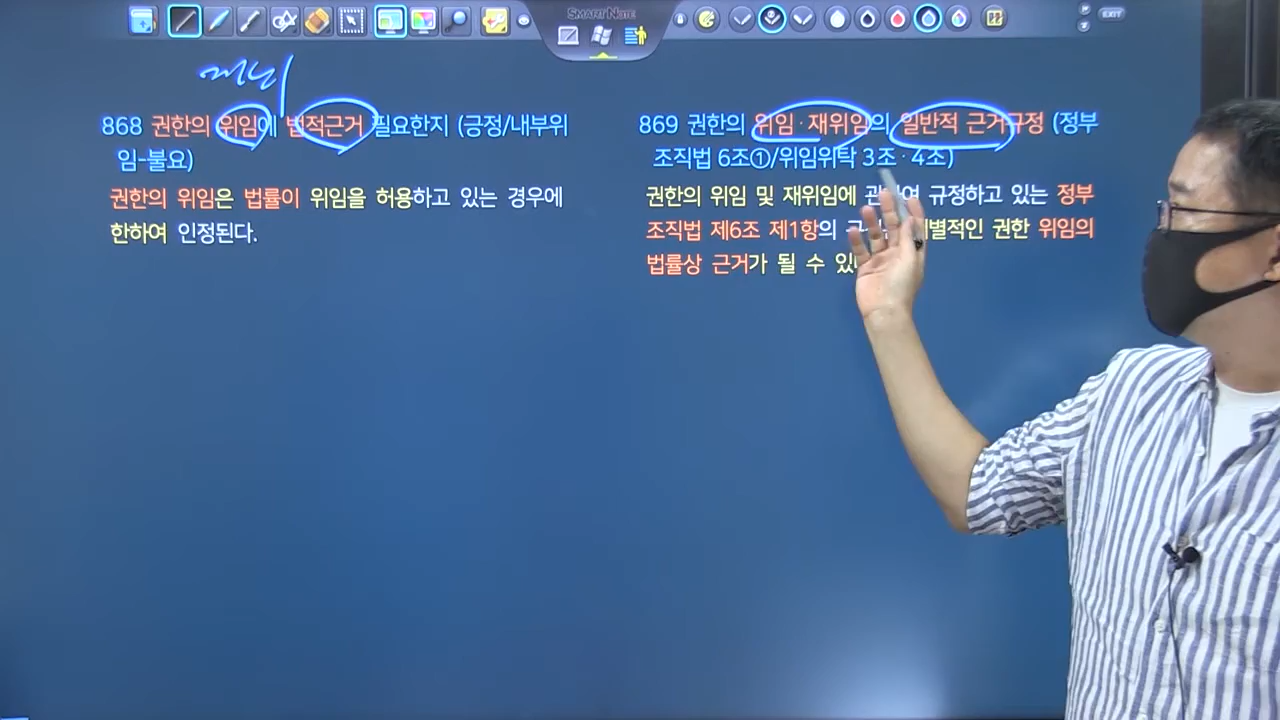 SMARTNOTE
EXIT
868 권한의 위임에 법적근거 필요한지 (긍정/내부위
임-불요)
권한의 위임은 법률이 위임을 허용하고 있는 경우에
한하여 인정된다.
869 권한의 위임·재위임의 일반적 근거규정 (정부
조직법 6조①/위임위탁 3조·4조)
권한의 위임 및 재위임에 관하여 규정하고 있는 정부
조직법 제6조 제1항의 권한 위임의
법률상 근거가 될 수